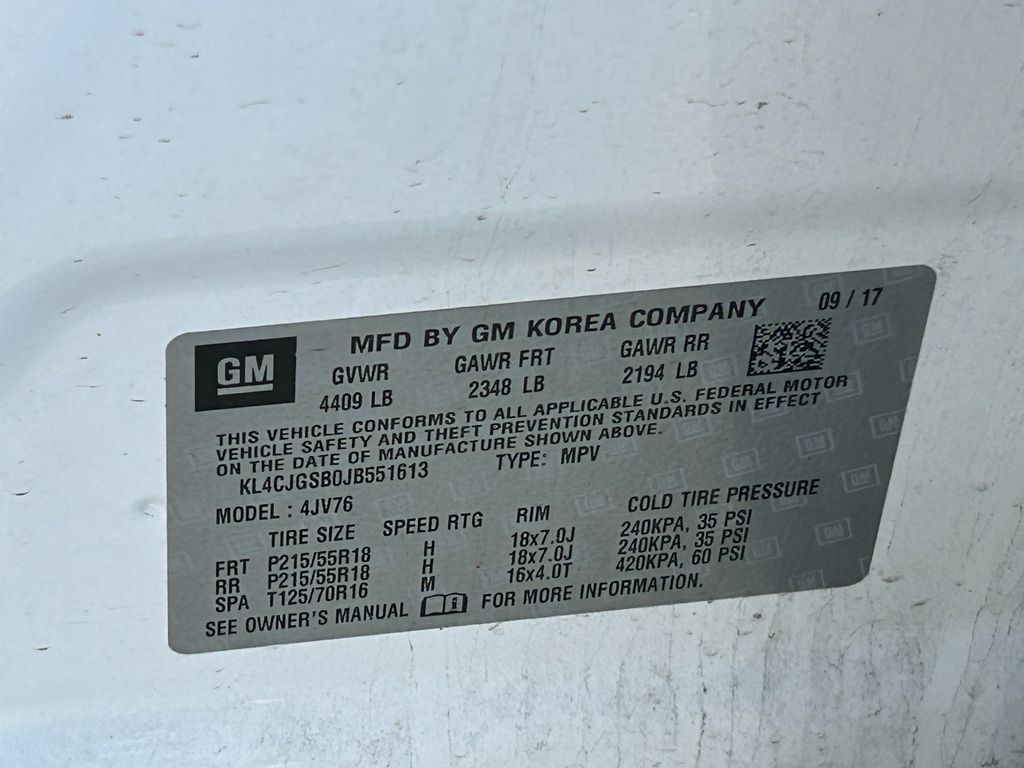 GM
MFD BY GM KOREA COMPANY 09 / 17
GVWR GAWR FRT GAWR RR
4409 LB 2348 LB 2194 LB
THIS VEHICLE CONFORMS TO ALL APPLICABLE U.S. FEDERAL MOTOR
VEHICLE SAFETY AND THEFT PREVENTION STANDARDS IN EFFECT
ON THE DATE OF MANUFACTURE SHOWN ABOVE.
KL4CJGSB0JB551613 TYPE: MPV
MODEL : 4JV76
TIRE SIZE SPEED RTG RIM COLD TIRE PRESSURE
FRT P215/55R18 H 18x7.0J 240KPA, 35 PSI
RR P215/55R18 H 18x7.0J 240KPA, 35 PSI
SPA T125/70R16 M 16x4.0T 420KPA, 60 PSI
SEE OWNER'S MANUAL FOR MORE INFORMATION.